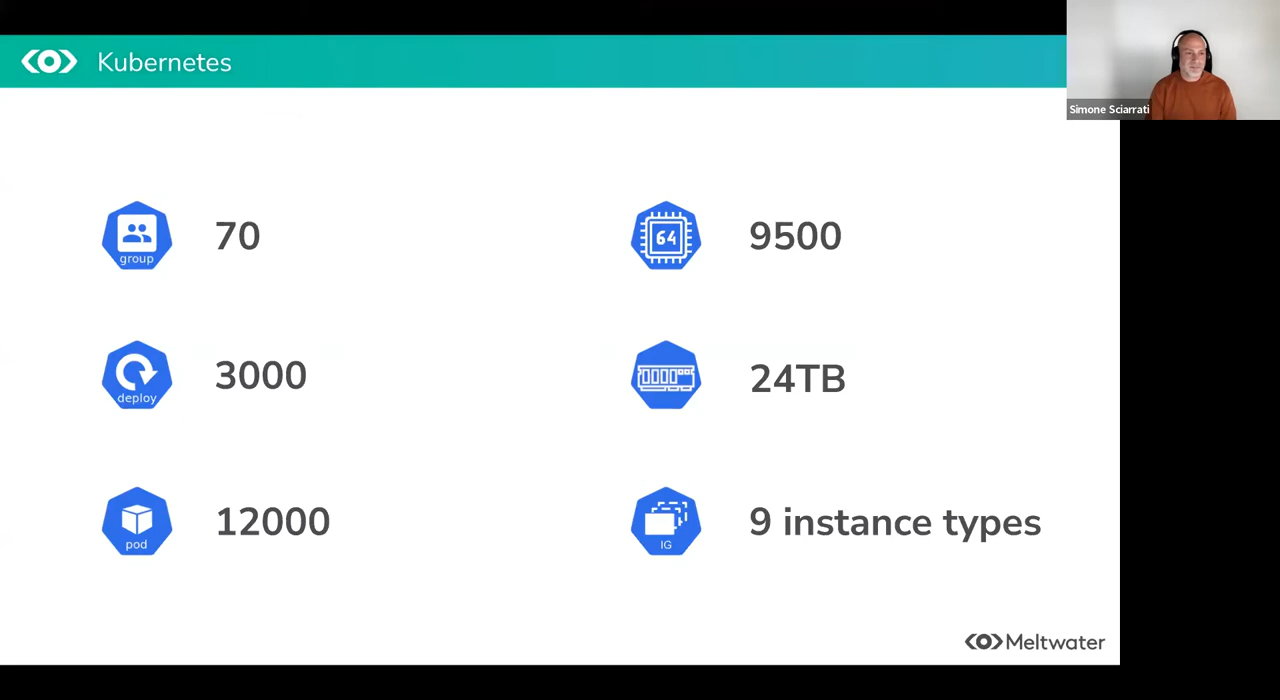 Kubernetes
Simone Sciarrati
group
70
64
9500
deploy
3000
24TB
pod
12000
IG
9 instance types
Meltwater